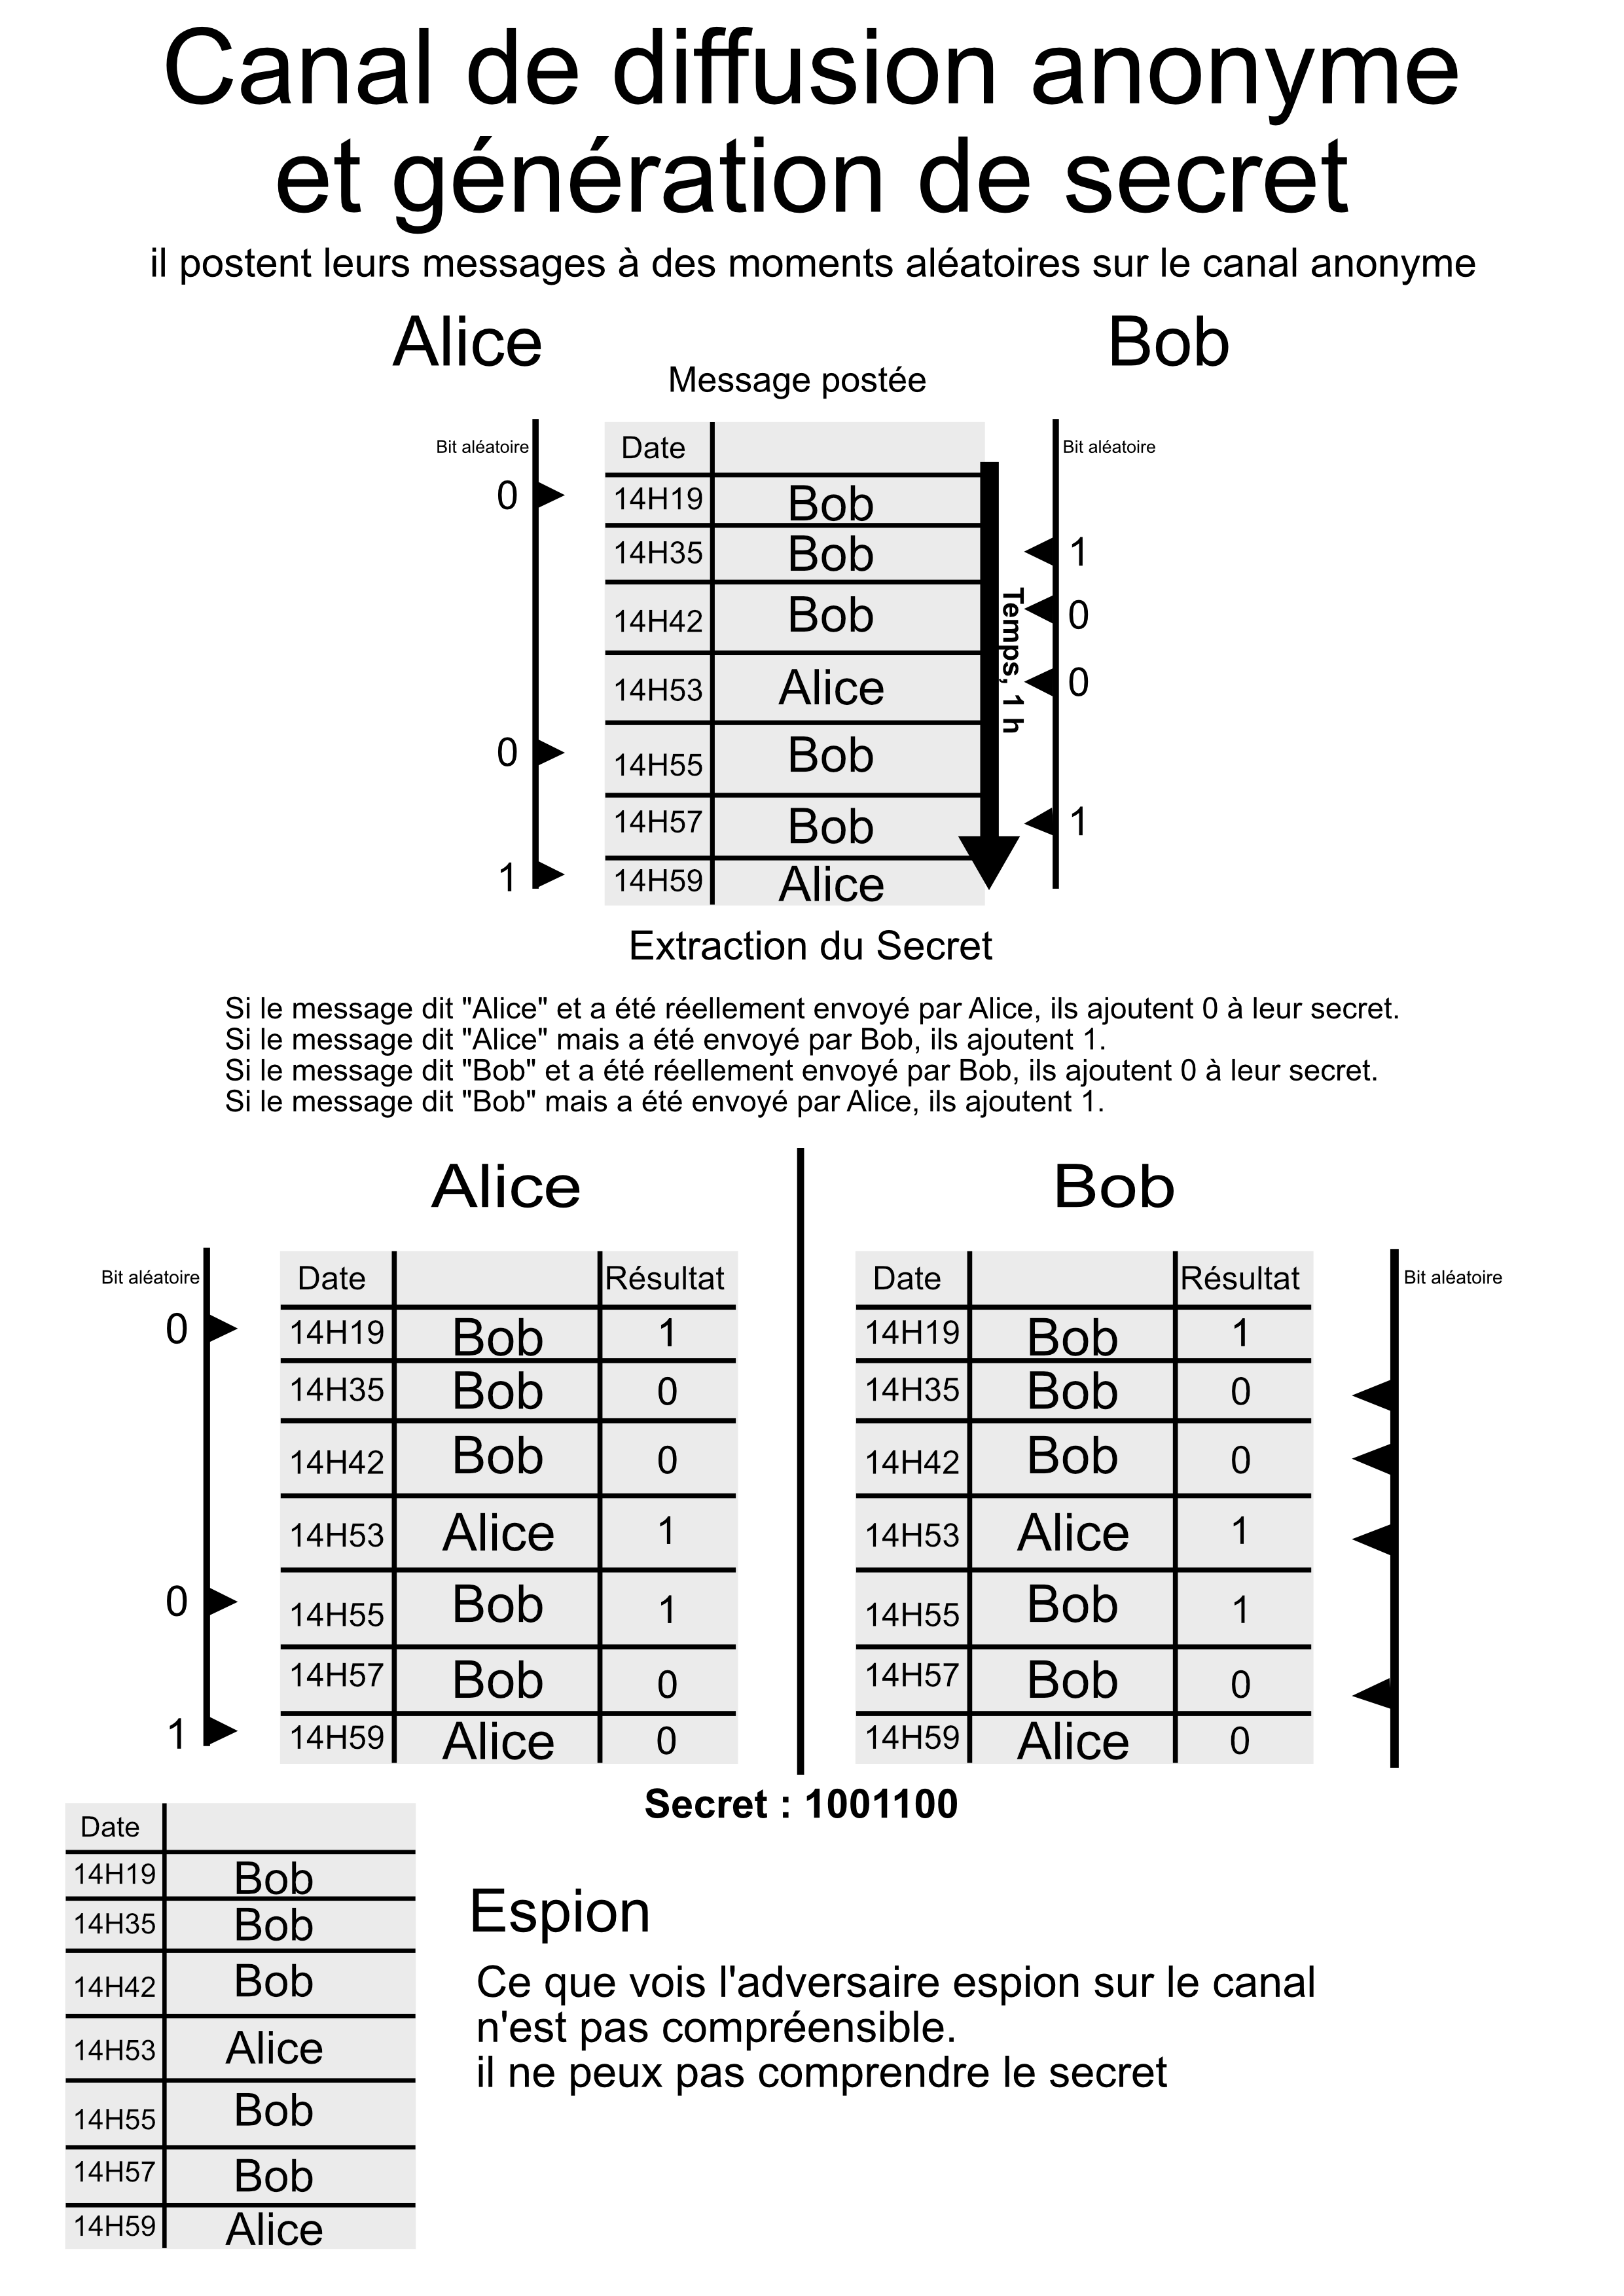 Canal de diffusion anonyme
et génération de secret
il postent leurs messages à des moments aléatoires sur le canal anonyme
Alice
Bob
Message postée
Bit aléatoire
Date
Bit aléatoire
0
14H19 Bob
14H35 Bob
1
14H42 Bob
0
Temps, 1 h
14H53 Alice
0
0
14H55 Bob
14H57 Bob
1
1
14H59 Alice
Extraction du Secret
Si le message dit "Alice" et a été réellement envoyé par Alice, ils ajoutent 0 à leur secret.
Si le message dit "Alice" mais a été envoyé par Bob, ils ajoutent 1.
Si le message dit "Bob" et a été réellement envoyé par Bob, ils ajoutent 0 à leur secret.
Si le message dit "Bob" mais a été envoyé par Alice, ils ajoutent 1.
Alice
Bit aléatoire
Date Résultat
0
14H19 Bob 1
14H35 Bob 0
14H42 Bob 0
14H53 Alice 1
0
14H55 Bob 1
14H57 Bob 0
1
14H59 Alice 0
Bob
Date Résultat
Bit aléatoire
14H19 Bob 1
14H35 Bob 0
14H42 Bob 0
14H53 Alice 1
14H55 Bob 1
14H57 Bob 0
14H59 Alice 0
Secret : 1001100
Date
14H19 Bob
14H35 Bob
14H42 Bob
14H53 Alice
14H55 Bob
14H57 Bob
14H59 Alice
Espion
Ce que vois l'adversaire espion sur le canal
n'est pas compréensible.
il ne peux pas comprendre le secret